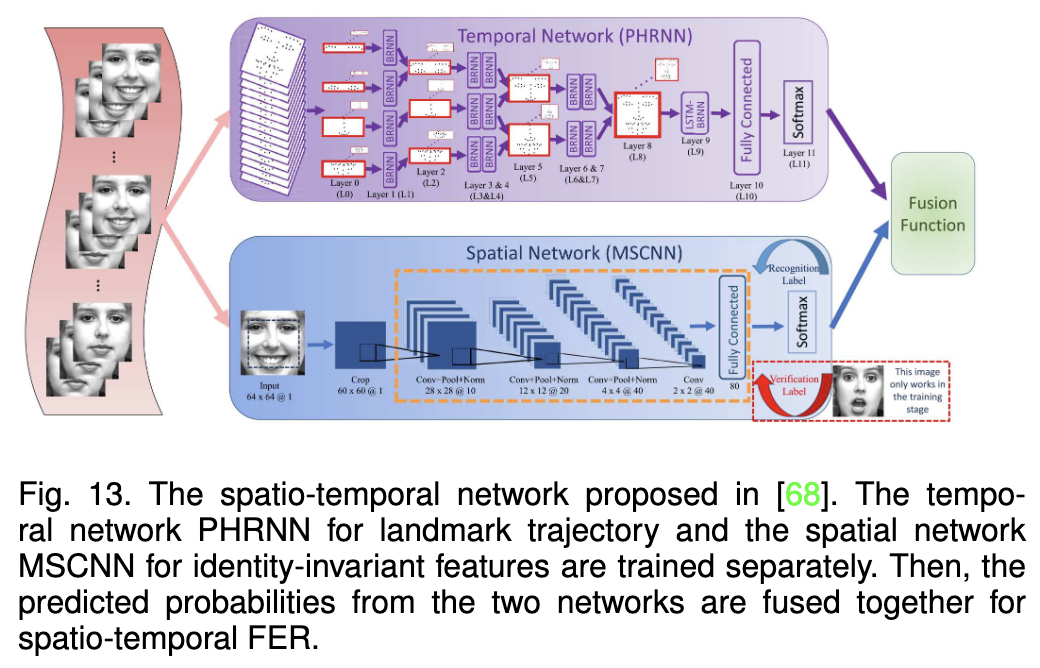 Temporal Network (PHRNN)
BRNN
BRNN
BRNN
BRNN
BRNN
BRNN
BRNN
BRNN
BRNN
BRNN
BRNN
BRNN
BRNN
BRNN
LSTM-
BRNN
Fully Connected
Softmax
Layer 0
(L0)
Layer 1 (L1)
Layer 2
(L2)
Layer 3 & 4
(L3&L4)
Layer 5
(L5)
Layer 6 & 7
(L6&L7)
Layer 8
(L8)
Layer 9
(L9)
Layer 10
(L10)
Layer 11
(L11)
Fusion
Function
Spatial Network (MSCNN)
Recognition
Label
Fully Connected
Softmax
Input
64 x 64 @ 1
Crop
60 x 60 @ 1
Conv+Pool+Norm
28 x 28 @ 10
Conv+Pool+Norm
12 x 12 @ 20
Conv+Pool+Norm
4 x 4 @ 40
Conv
2 x 2 @ 40
80
Verification
Label
This image
only works in
the training
stage
Fig. 13. The spatio-temporal network proposed in [68]. The tempo-
ral network PHRNN for landmark trajectory and the spatial network
MSCNN for identity-invariant features are trained separately. Then, the
predicted probabilities from the two networks are fused together for
spatio-temporal FER.